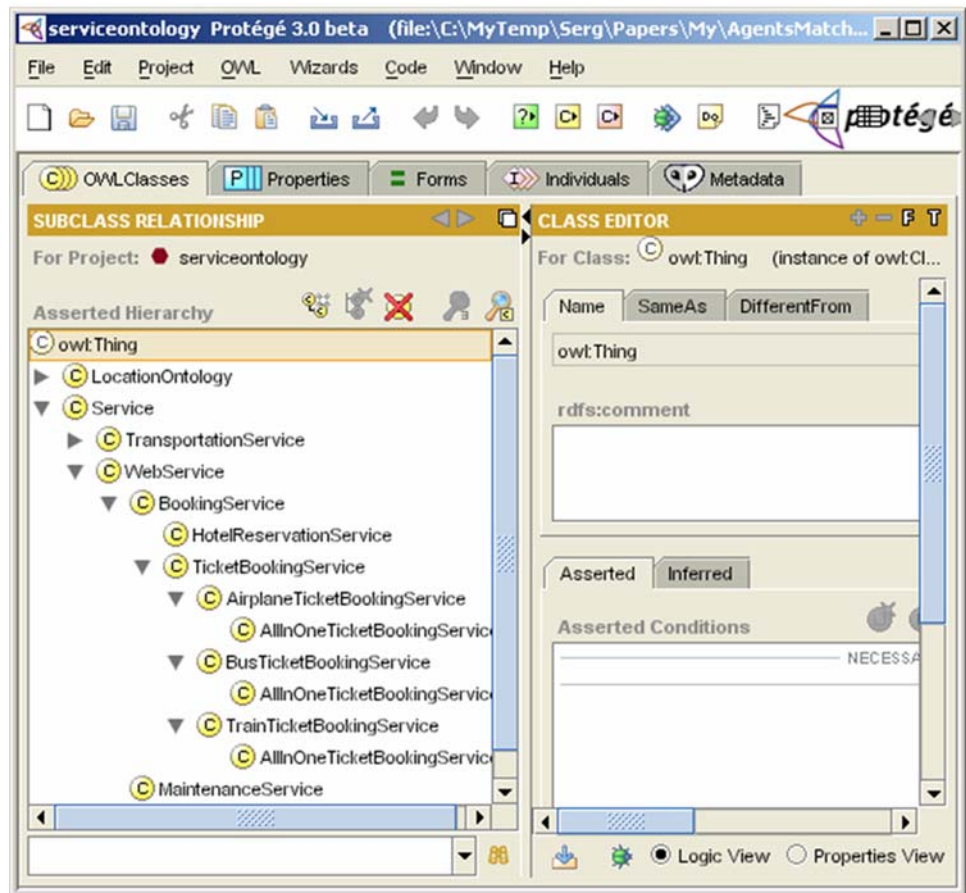 serviceontology Protégé 3.0 beta (file:\C:\MyTemp\Serg\Papers\My\AgentsMatch...
File Edit Project OWL Wizards Code Window Help
protégé
OWLClasses Properties Forms Individuals Metadata
SUBCLASS RELATIONSHIP
For Project: serviceontology
Asserted Hierarchy
owl:Thing
LocationOntology
Service
TransportationService
WebService
BookingService
HotelReservationService
TicketBookingService
AirplaneTicketBookingService
AllInOneTicketBookingServic
BusTicketBookingService
AllInOneTicketBookingServic
TrainTicketBookingService
AllInOneTicketBookingServic
MaintenanceService
CLASS EDITOR
F T
For Class: owl:Thing (instance of owl:Cl...
Name SameAs DifferentFrom
owl:Thing
rdfs:comment
Asserted Inferred
Asserted Conditions
NECESSA
Logic View Properties View